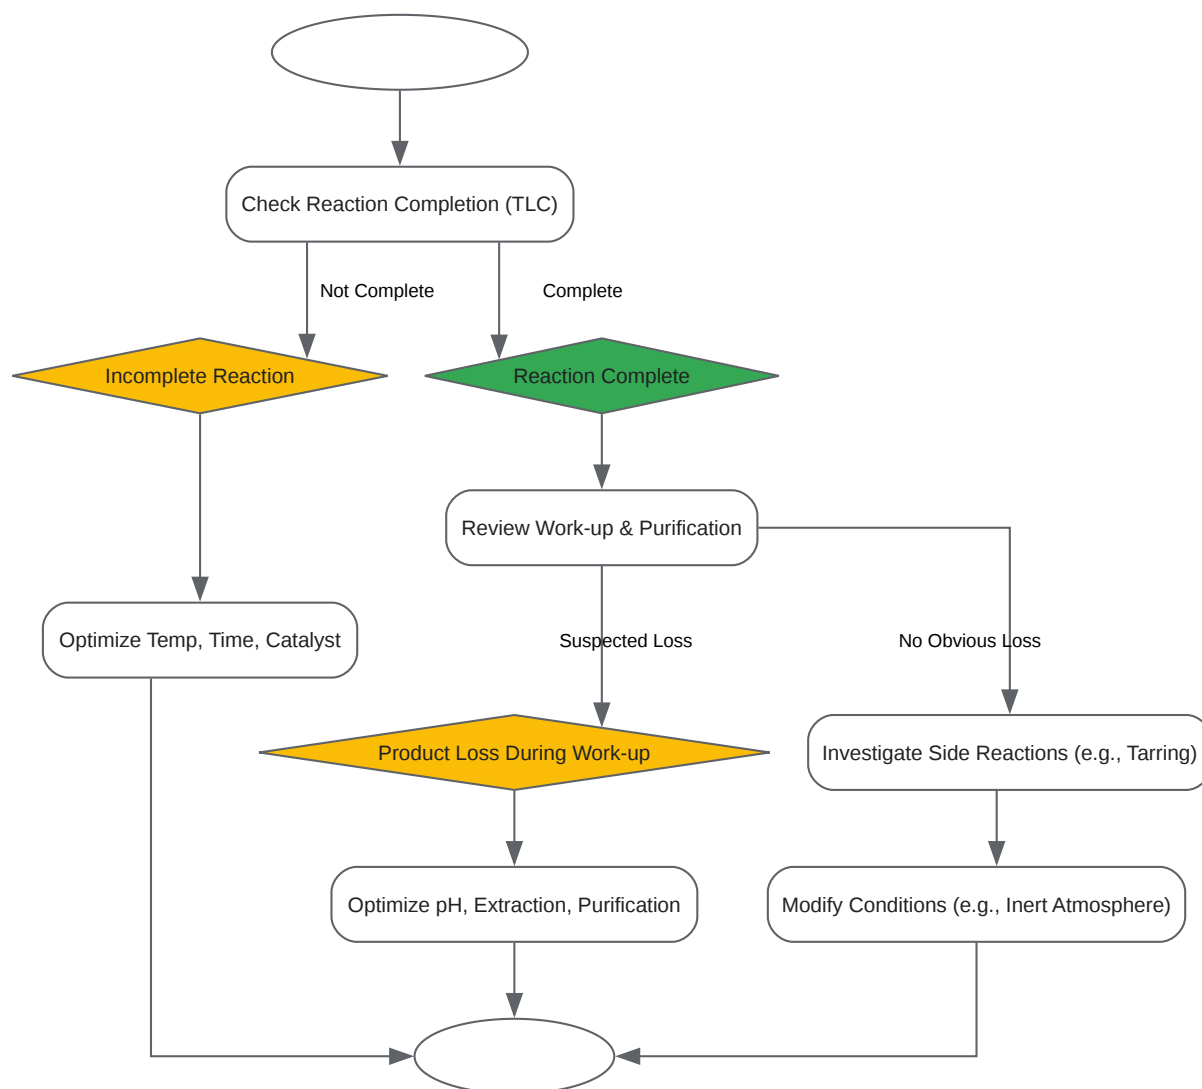 Check Reaction Completion (TLC)
Not Complete
Complete
Incomplete Reaction
Reaction Complete
Review Work-up & Purification
Optimize Temp, Time, Catalyst
Suspected Loss
No Obvious Loss
Product Loss During Work-up
Investigate Side Reactions (e.g., Tarring)
Optimize pH, Extraction, Purification
Modify Conditions (e.g., Inert Atmosphere)